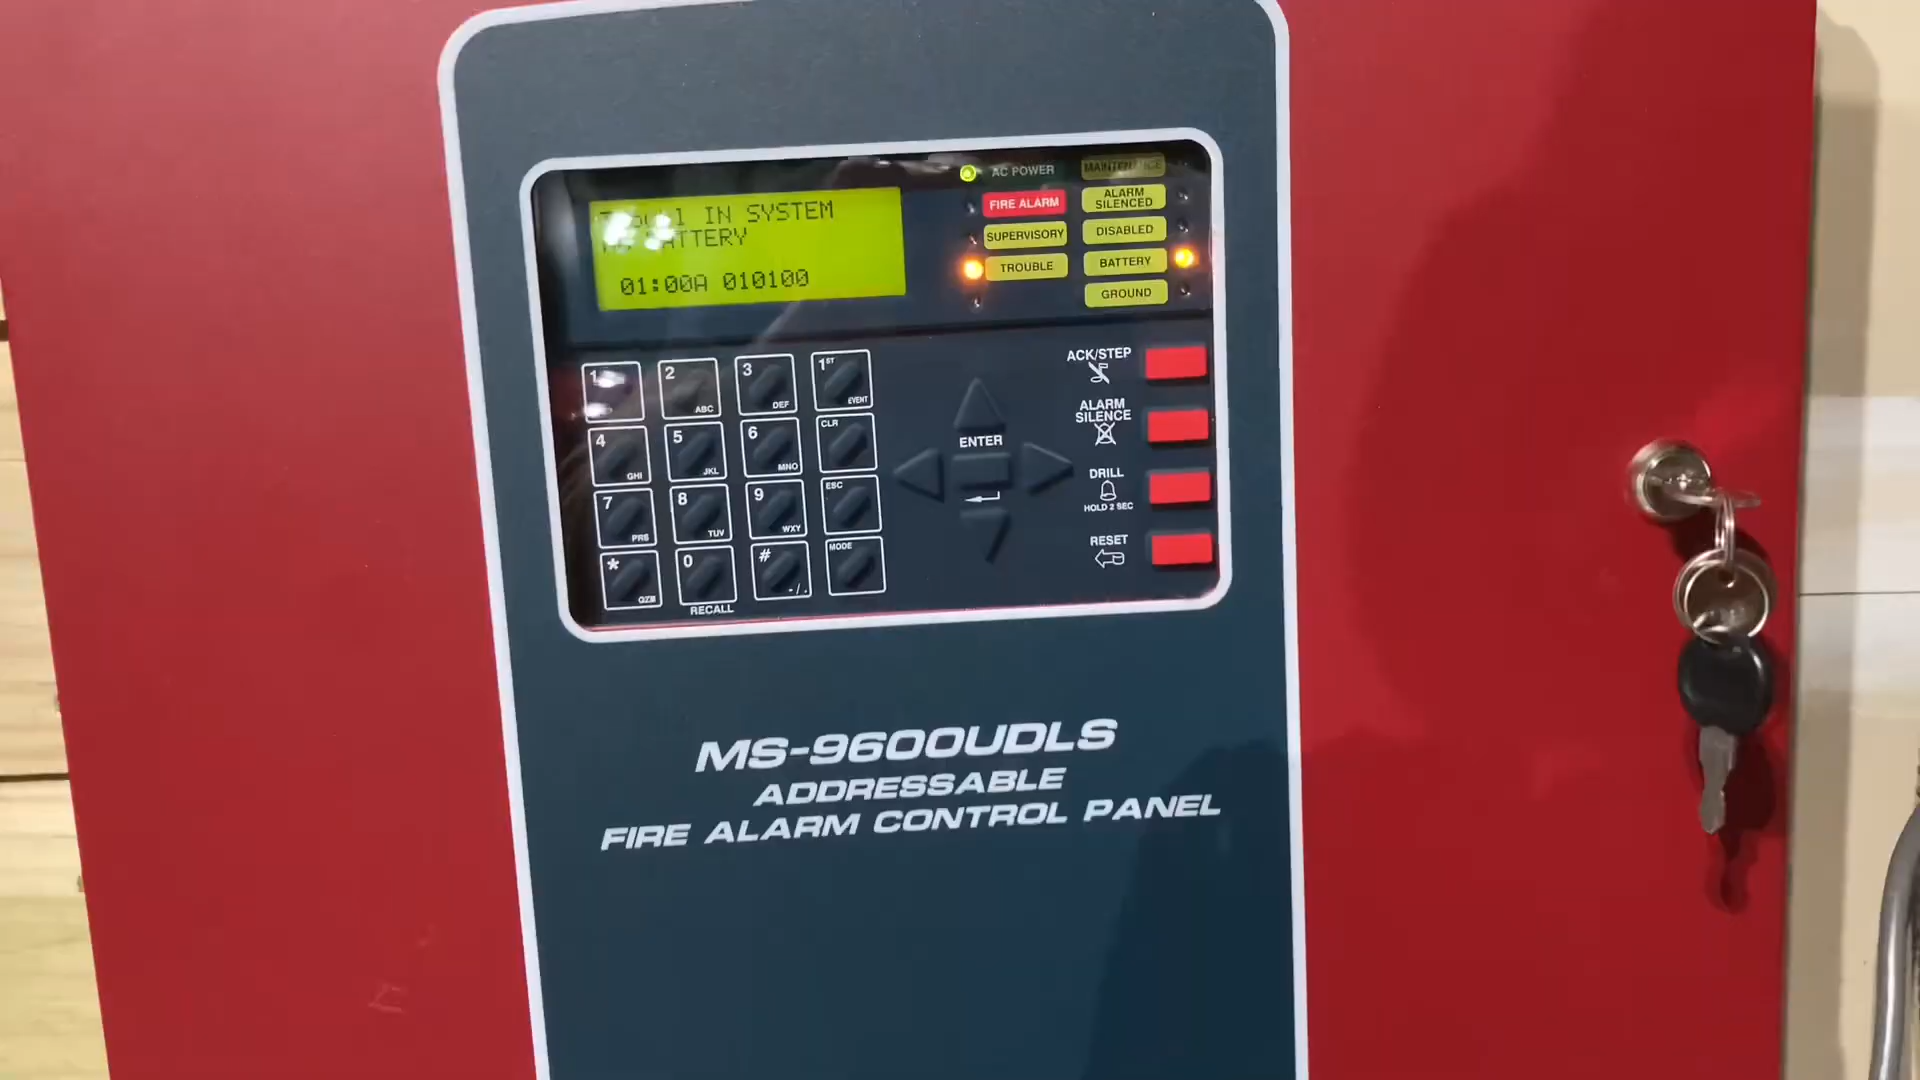 IN SYSTEM
BATTERY
01:00A 010100
AC POWER
FIRE ALARM
SUPERVISORY
TROUBLE
MAINTENANCE
ALARM
SILENCED
DISABLED
BATTERY
GROUND
1
2 ABC
3 DEF
1ST EVENT
4 GHI
5 JKL
6 MNO
CLR
7 PRS
8 TUV
9 WXY
ESC
* QZ
0
# -/.
MODE
RECALL
ENTER
ACK/STEP
ALARM
SILENCE
DRILL
HOLD 2 SEC
RESET
MS-9600UDLS
ADDRESSABLE
FIRE ALARM CONTROL PANEL